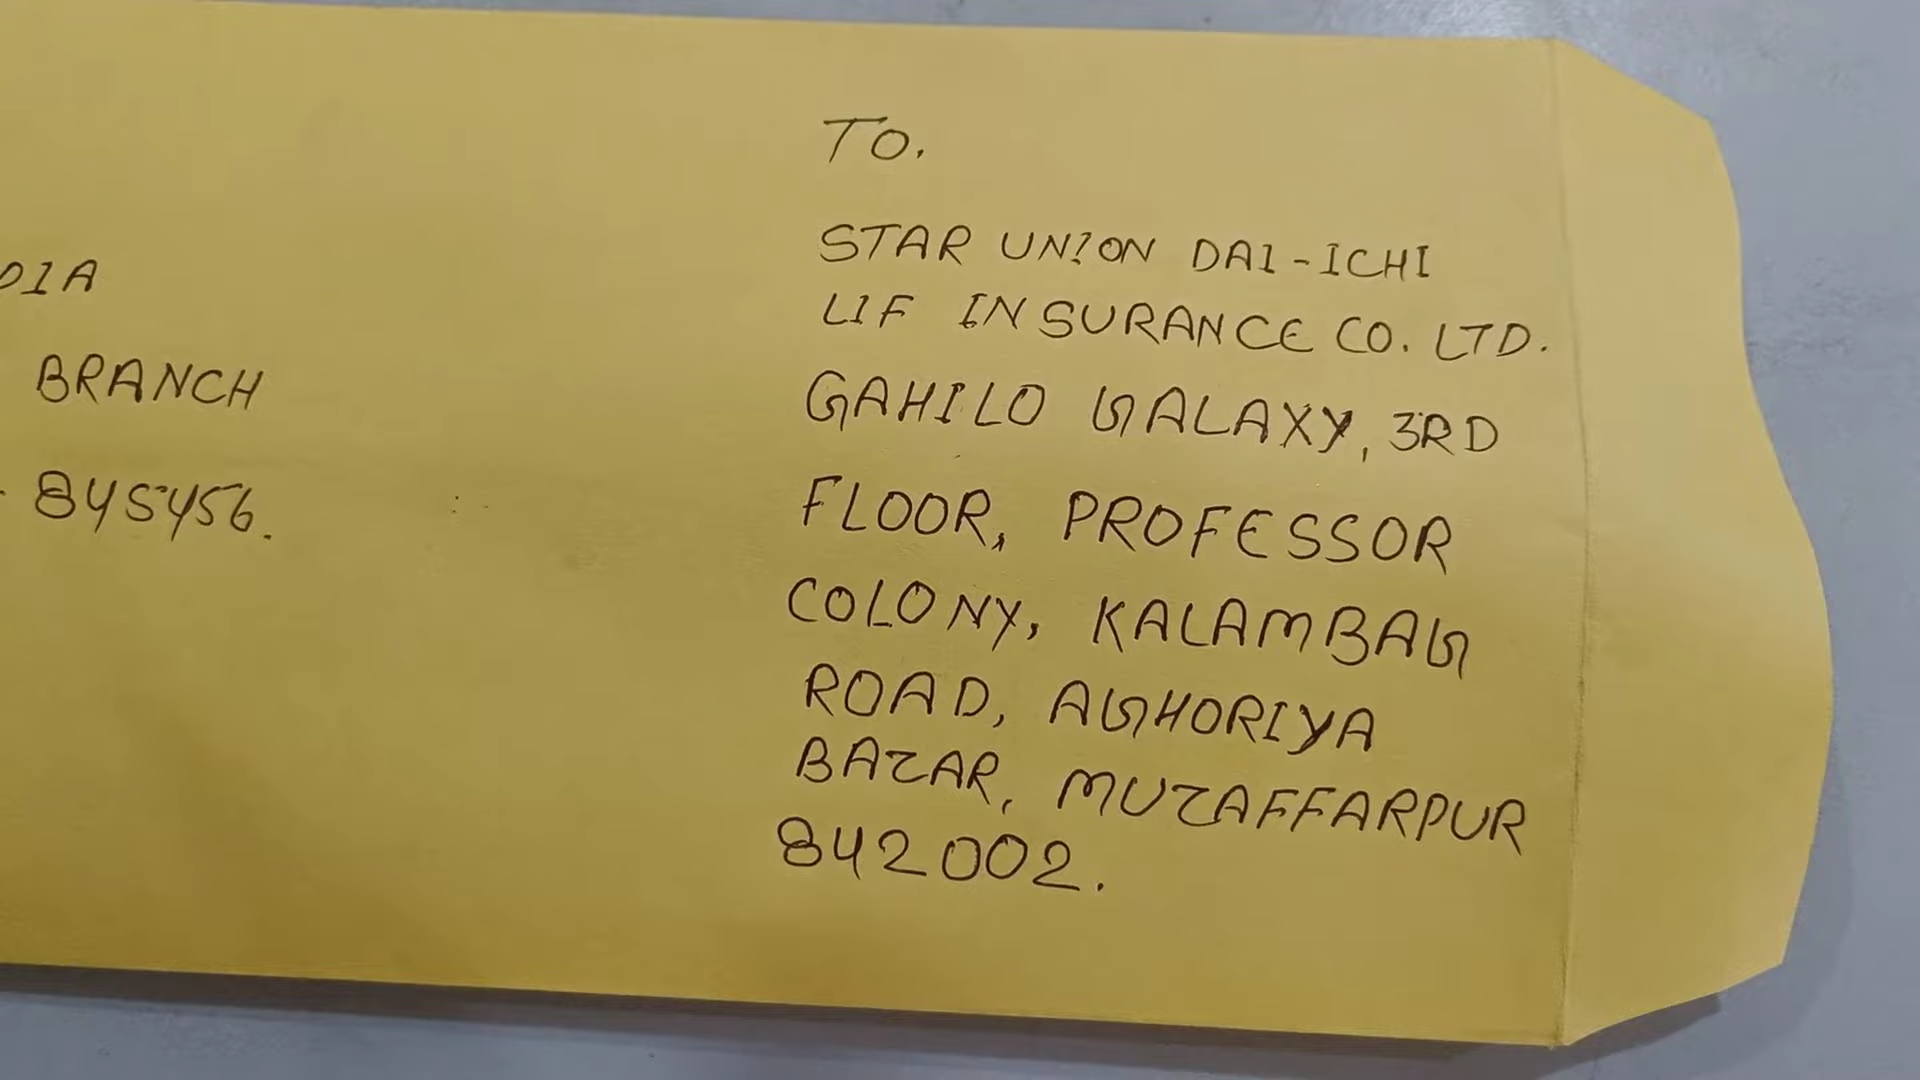 DIA
BRANCH
- 845456.
TO.
STAR UNION DAI-ICHI
LIF INSURANCE CO. LTD.
GAHILO GALAXY, 3RD
FLOOR, PROFESSOR
COLONY, KALAMBAG
ROAD, AGHORIYA
BAZAR, MUZAFFARPUR
842002.